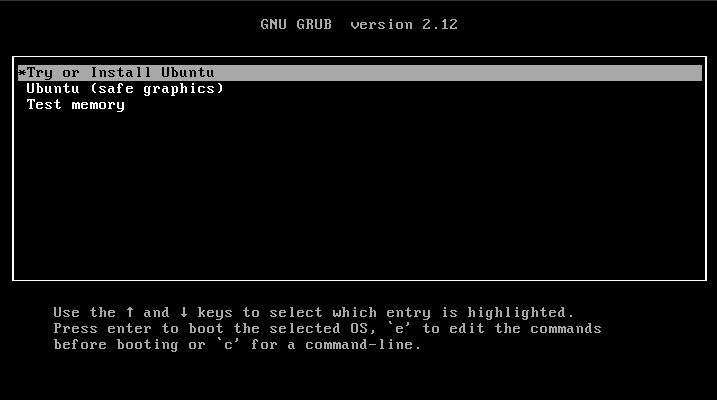 GNU GRUB  version 2.12
*Try or Install Ubuntu
Ubuntu (safe graphics)
Test memory
Use the ↑ and ↓ keys to select which entry is highlighted.
Press enter to boot the selected OS, `e' to edit the commands
before booting or `c' for a command-line.